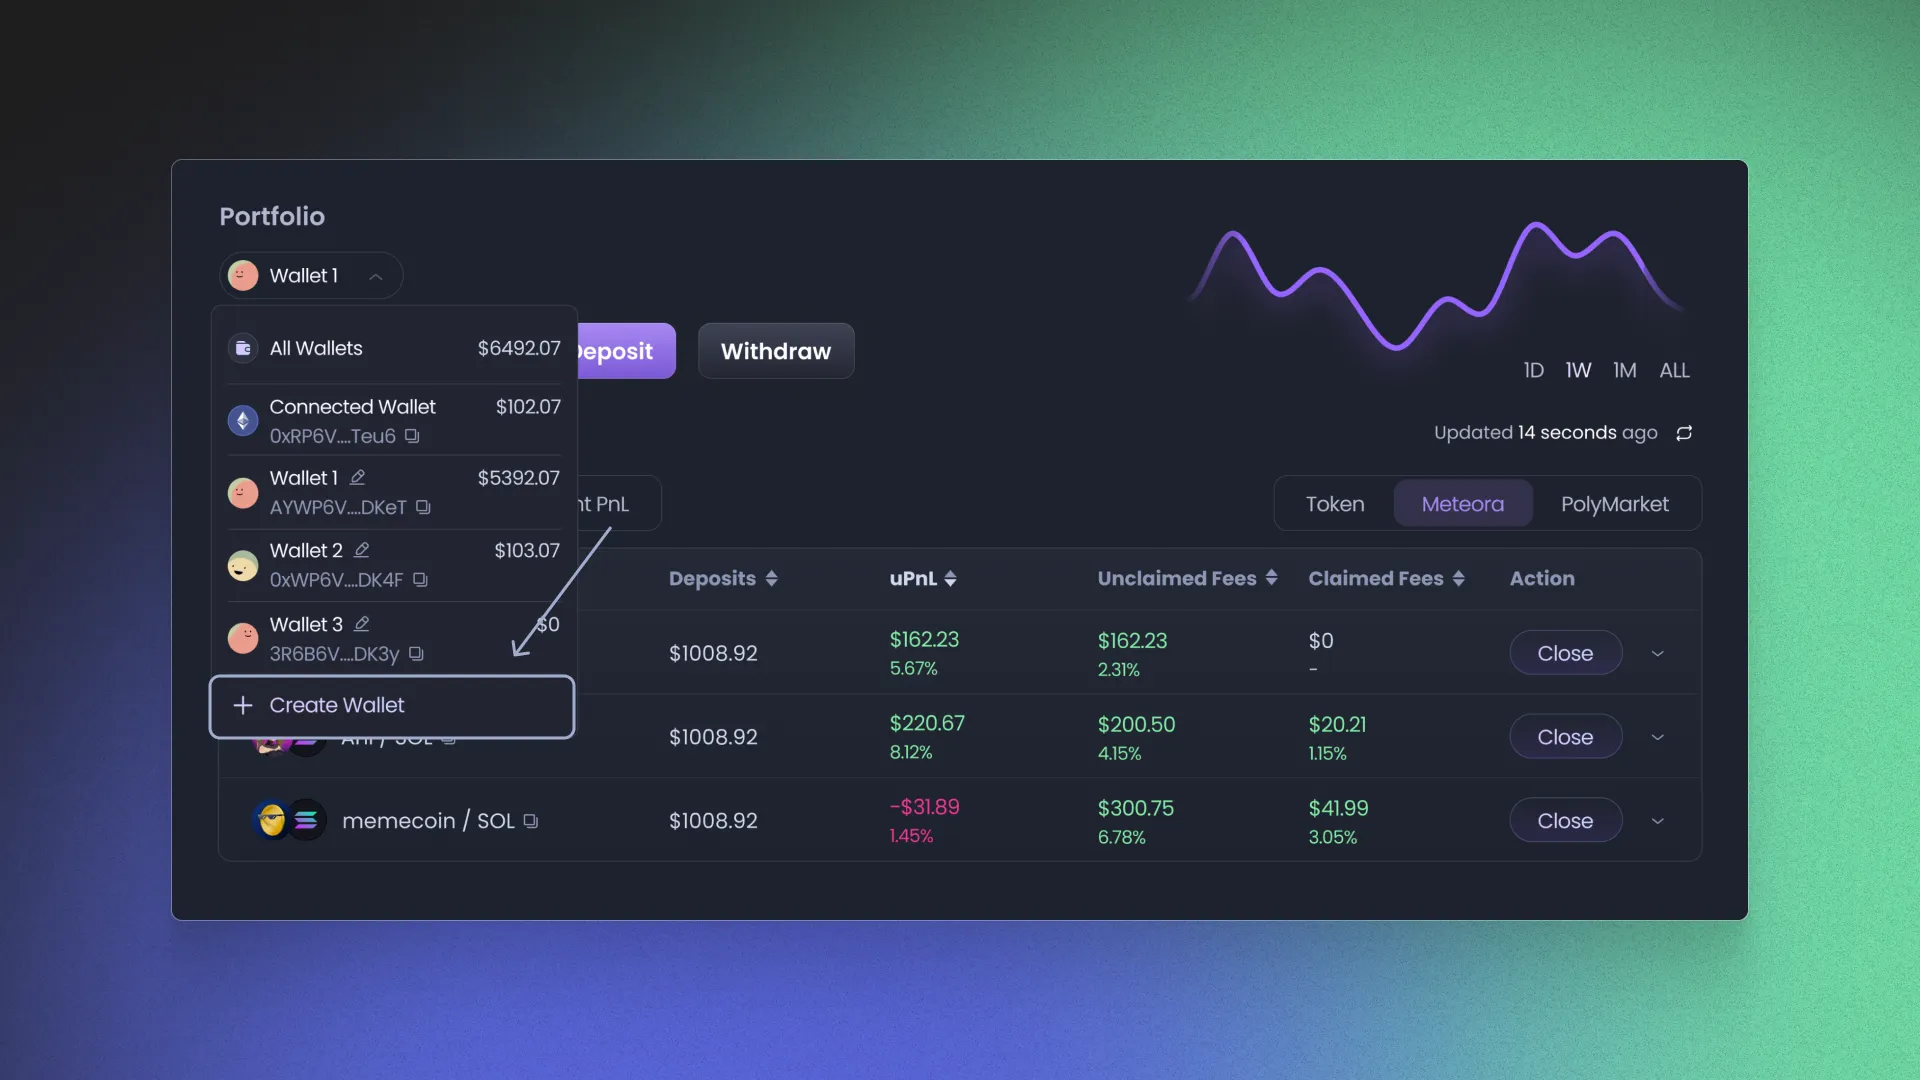 Portfolio
Wallet 1
All Wallets $6492.07
Deposit Withdraw
1D 1W 1M ALL
Connected Wallet $102.07
0xRP6V....Teu6
Updated 14 seconds ago
Wallet 1 $5392.07
AYWP6V....DKeT
nt PnL
Token Meteora PolyMarket
Wallet 2 $103.07
0xWP6V....DK4F
Deposits uPnL Unclaimed Fees Claimed Fees Action
Wallet 3 $0
3R6B6V....DK3y
$1008.92 $162.23 $162.23 $0 Close
5.67% 2.31% -
Create Wallet
/ SOL $1008.92 $220.67 $200.50 $20.21 Close
8.12% 4.15% 1.15%
memecoin / SOL $1008.92 -$31.89 $300.75 $41.99 Close
1.45% 6.78% 3.05%